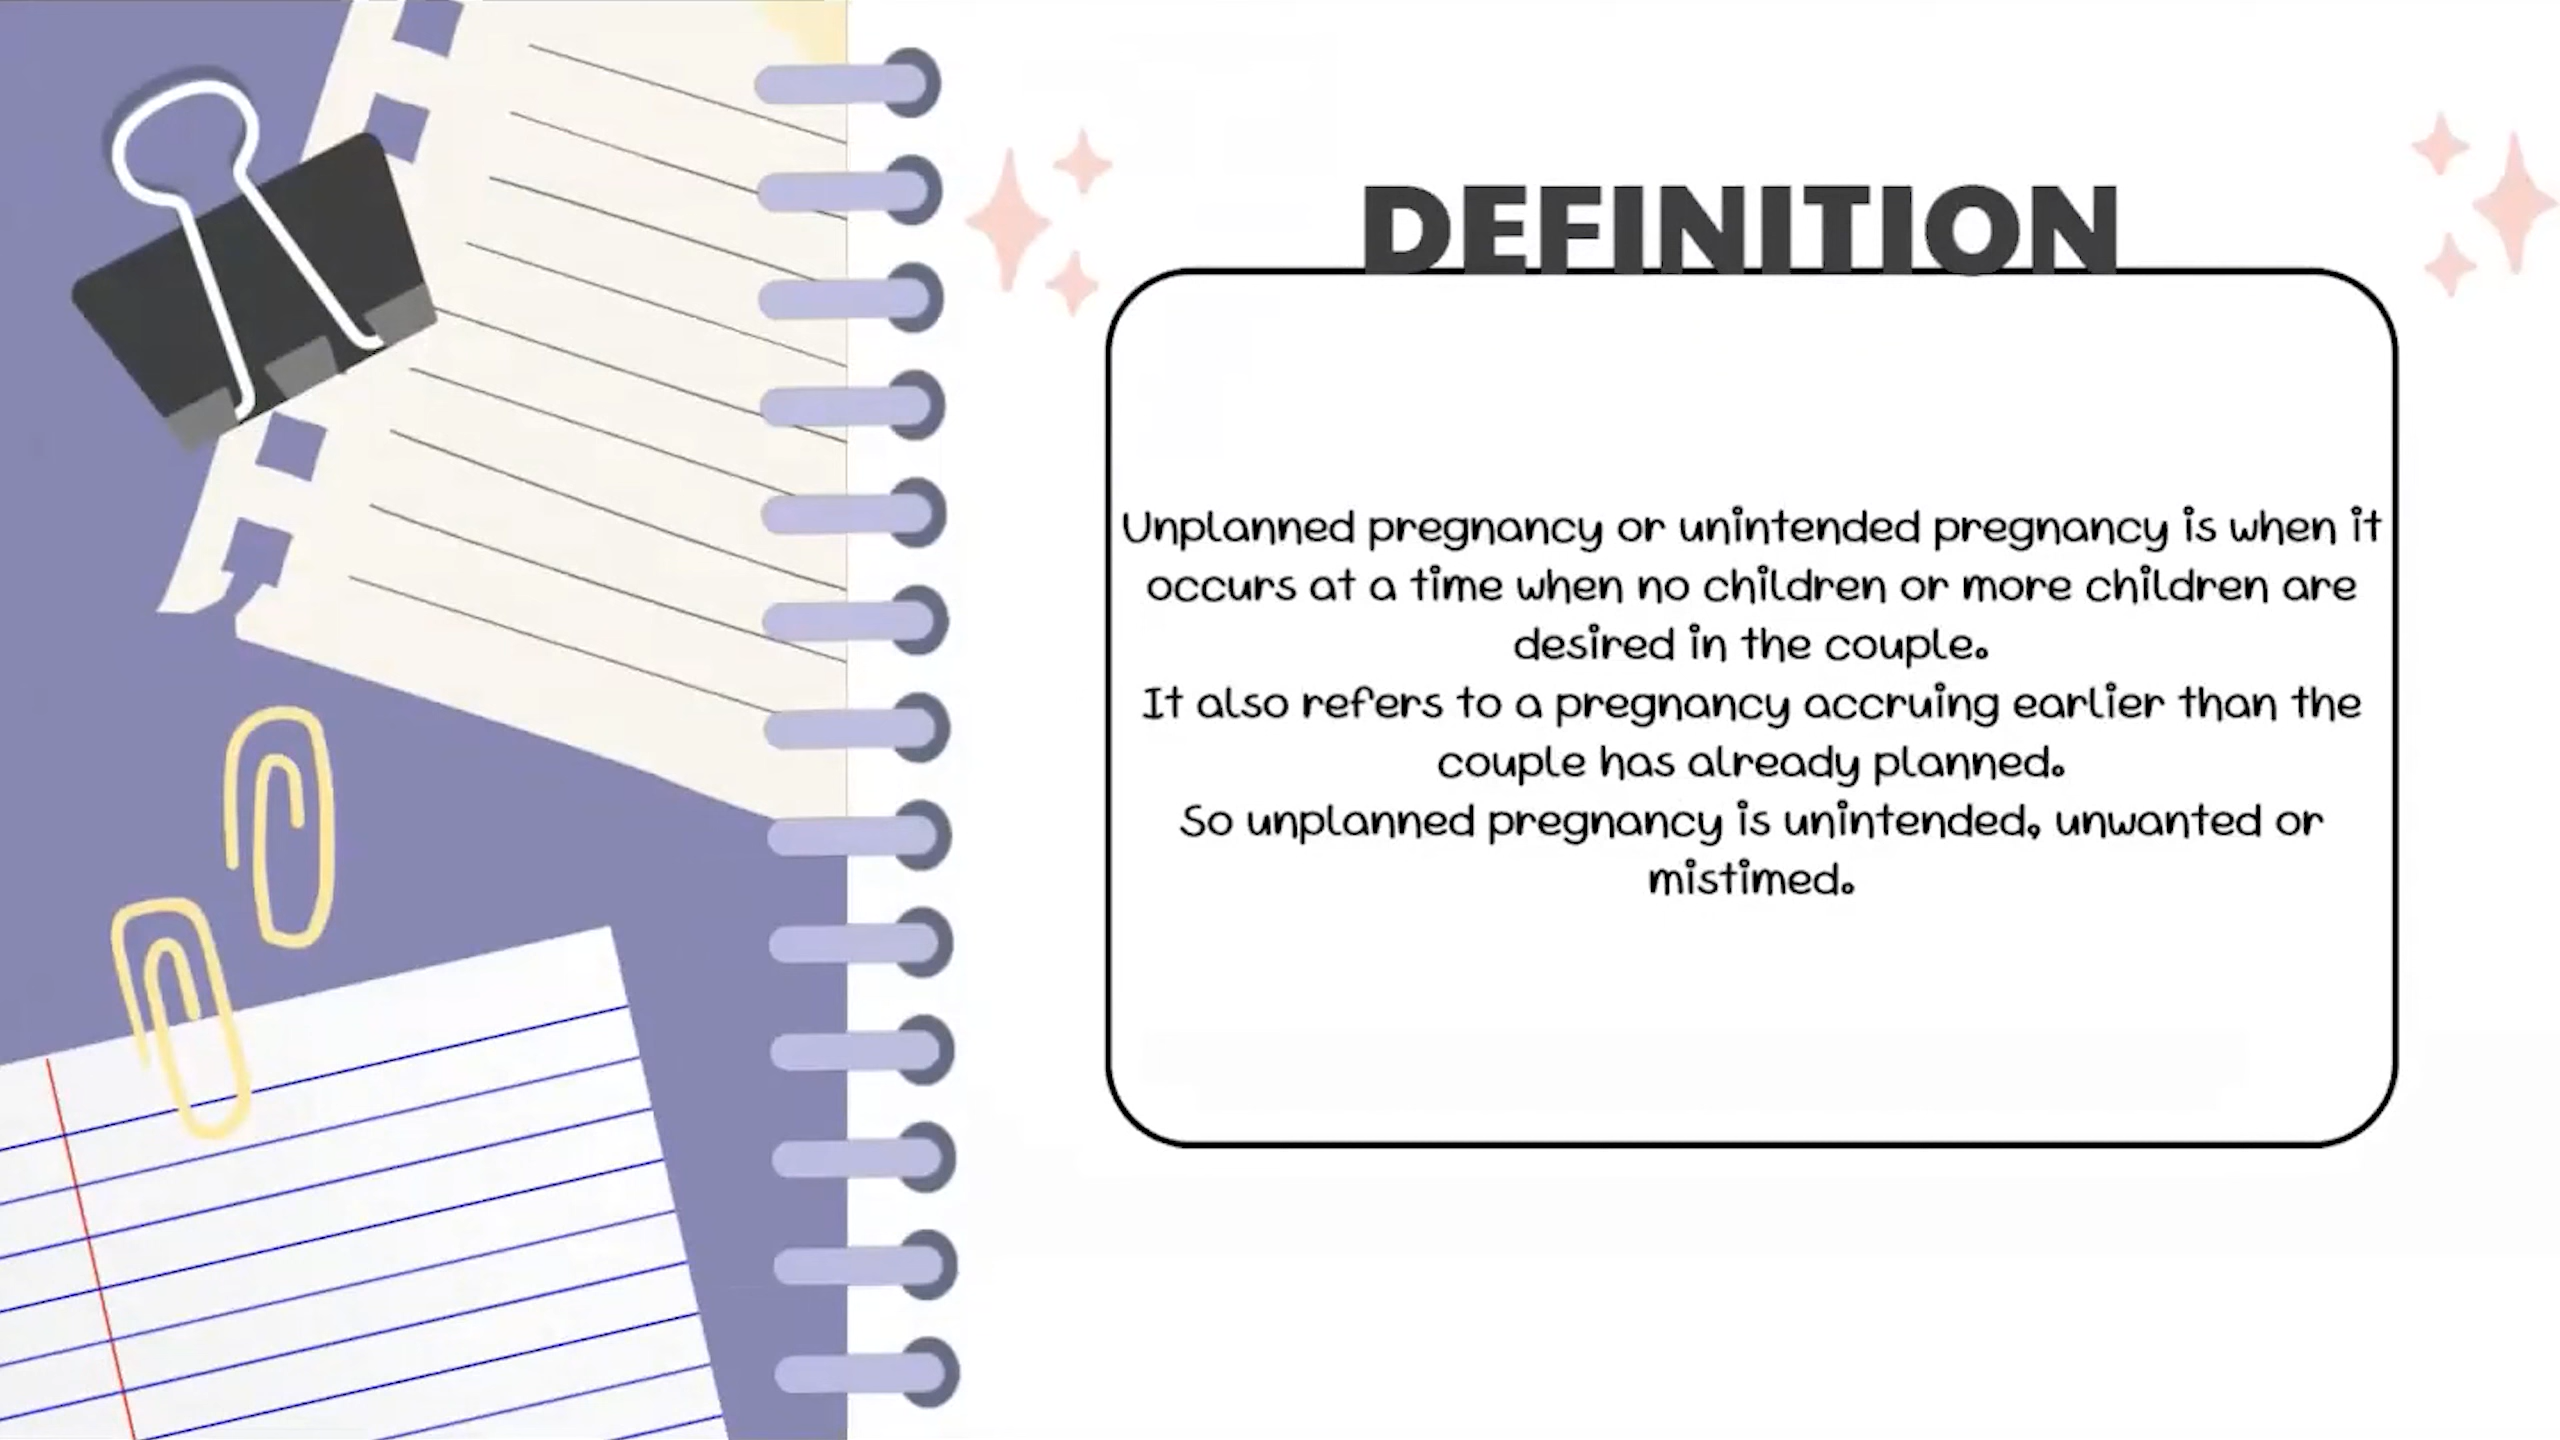 DEFINITION
Unplanned pregnancy or unintended pregnancy is when it
occurs at a time when no children or more children are
desired in the couple.
It also refers to a pregnancy accruing earlier than the
couple has already planned.
So unplanned pregnancy is unintended, unwanted or
mistimed.